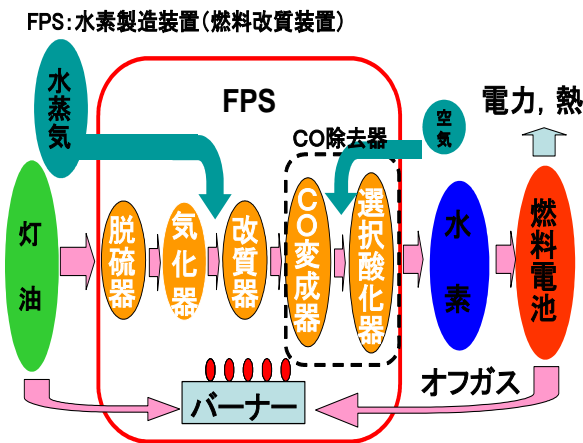 FPS:水素製造装置(燃料改質装置)
水蒸気
FPS
空気
電力，熱
CO除去器
灯油
脱硫器
気化器
改質器
CO変成器
選択酸化器
水素
燃料電池
オフガス
バーナー